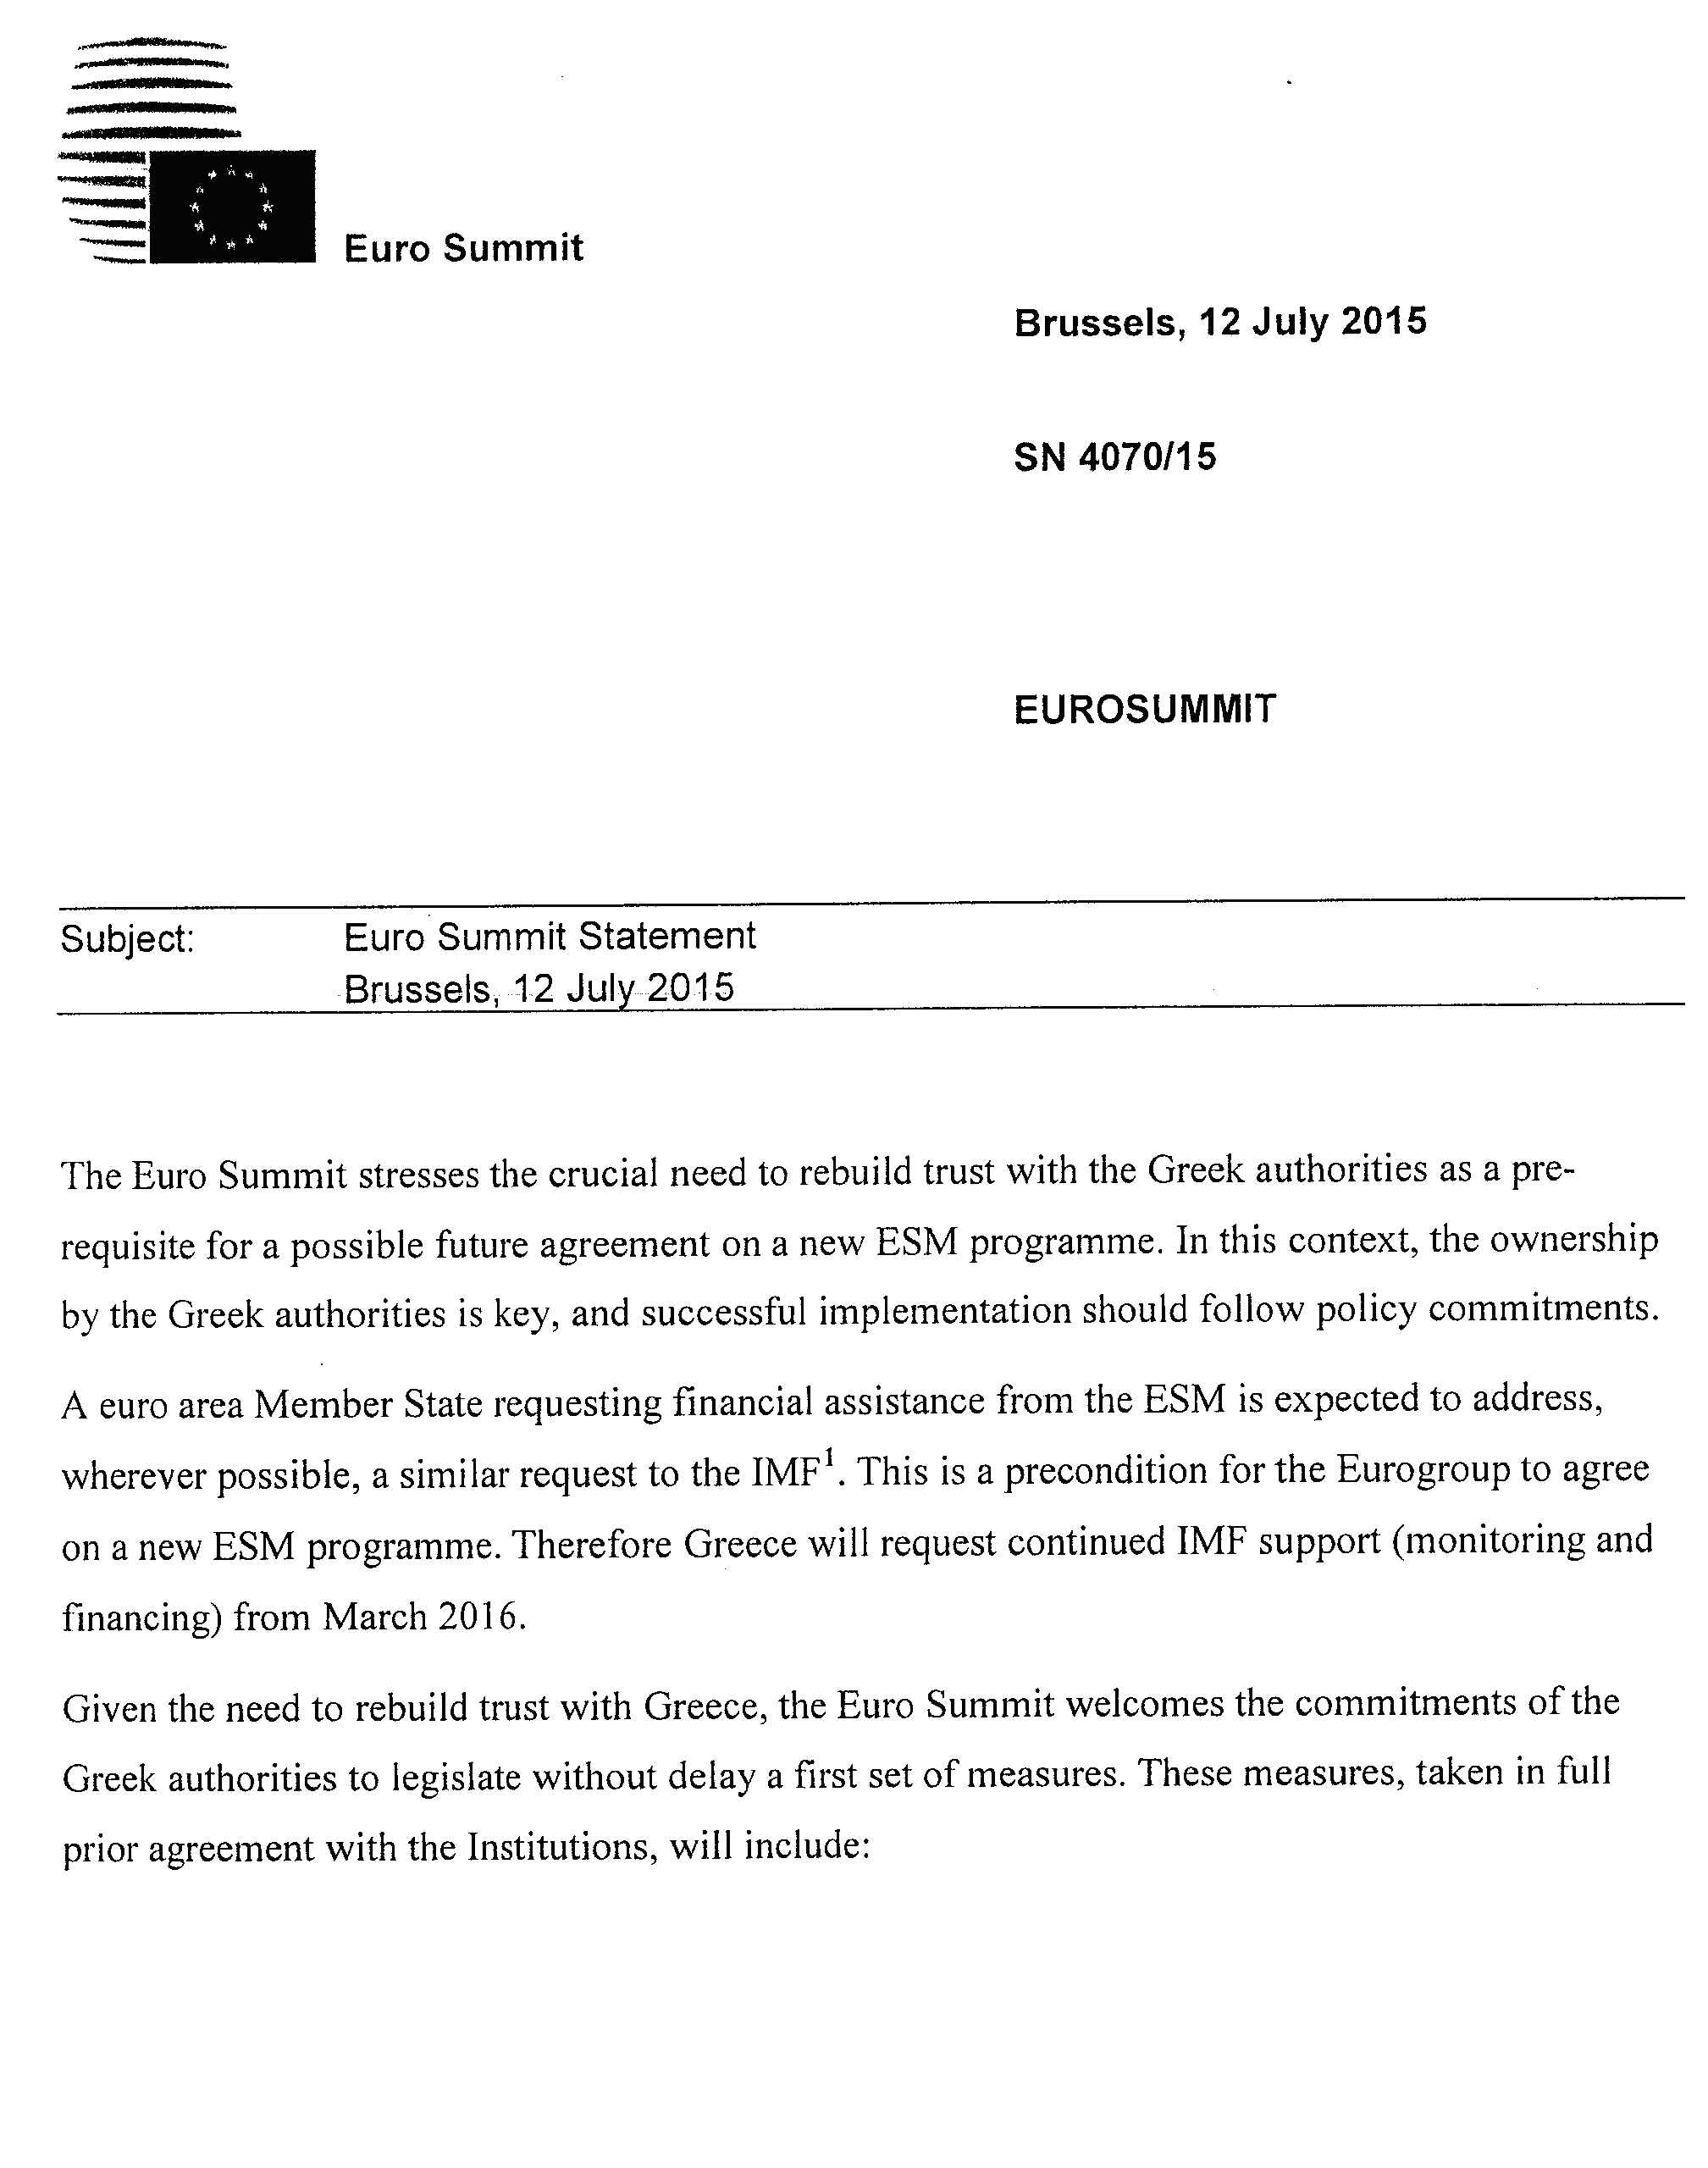 Euro Summit
Brussels, 12 July 2015
SN 4070/15
EUROSUMMIT
Subject: Euro Summit Statement
Brussels, 12 July 2015
The Euro Summit stresses the crucial need to rebuild trust with the Greek authorities as a pre-
requisite for a possible future agreement on a new ESM programme. In this context, the ownership
by the Greek authorities is key, and successful implementation should follow policy commitments.
A euro area Member State requesting financial assistance from the ESM is expected to address,
wherever possible, a similar request to the IMF¹. This is a precondition for the Eurogroup to agree
on a new ESM programme. Therefore Greece will request continued IMF support (monitoring and
financing) from March 2016.
Given the need to rebuild trust with Greece, the Euro Summit welcomes the commitments of the
Greek authorities to legislate without delay a first set of measures. These measures, taken in full
prior agreement with the Institutions, will include: